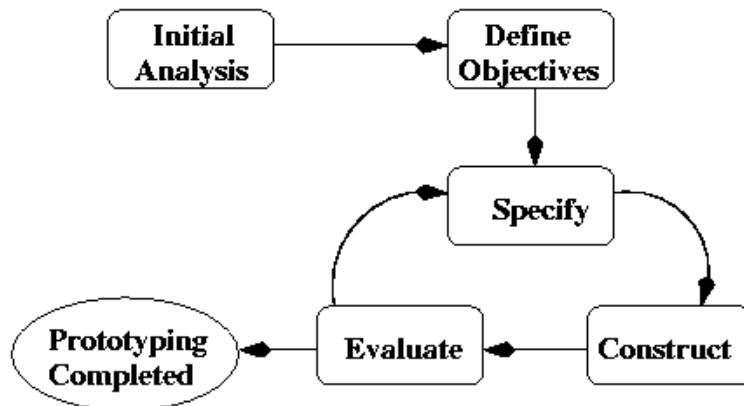 Initial
Analysis
Define
Objectives
Specify
Construct
Evaluate
Prototyping
Completed